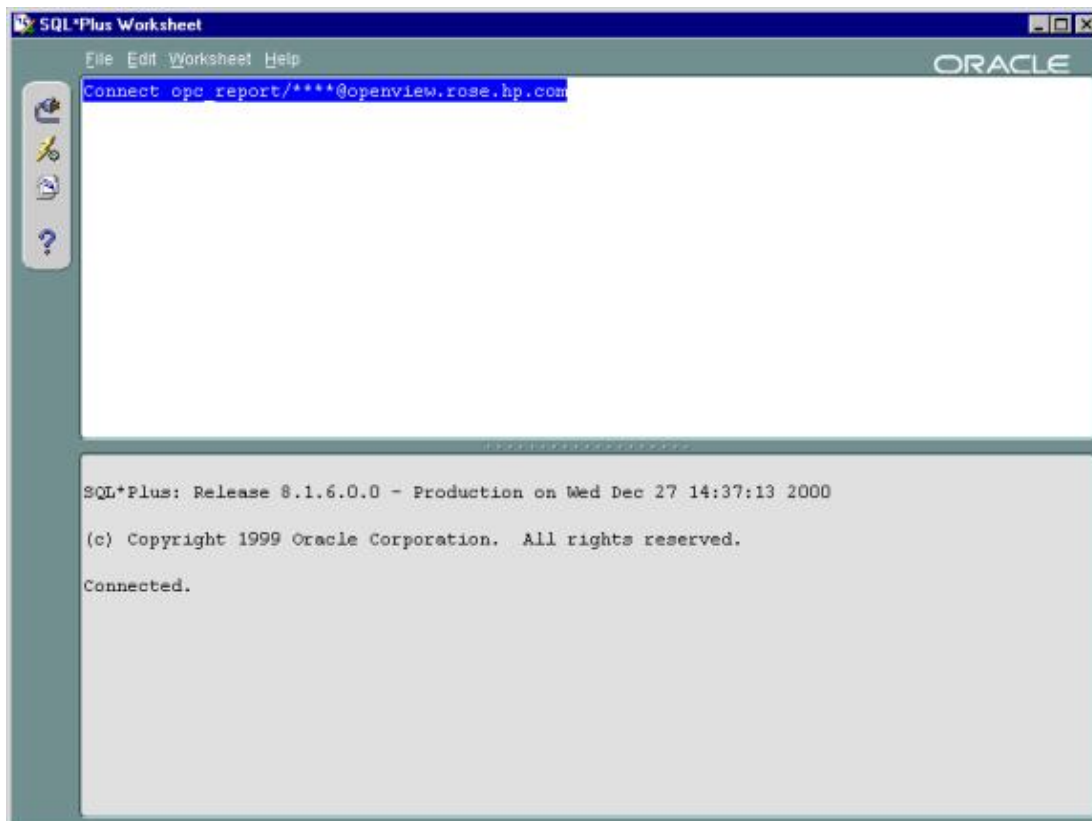 SQL*Plus Worksheet
File Edit Worksheet Help
ORACLE
Connect opc_report/****@openview.rose.hp.com
?
SQL*Plus: Release 8.1.6.0.0 - Production on Wed Dec 27 14:37:13 2000
(c) Copyright 1999 Oracle Corporation.  All rights reserved.
Connected.